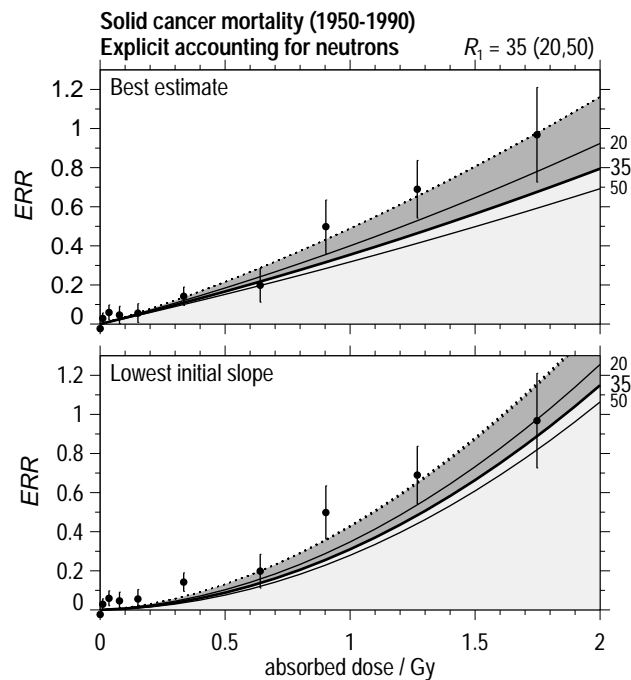 Solid cancer mortality (1950-1990)
Explicit accounting for neutrons R₁ = 35 (20,50)
Best estimate
1.2
1
0.8
0.6
0.4
0.2
0
ERR
20
35
50
Lowest initial slope
1.2
1
0.8
0.6
0.4
0.2
0
ERR
20
35
50
0 0.5 1 1.5 2
absorbed dose / Gy